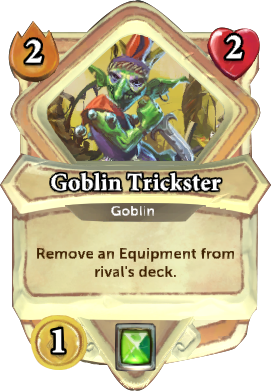 2
2
Goblin Trickster
Goblin
Remove an Equipment from
rival's deck.
1